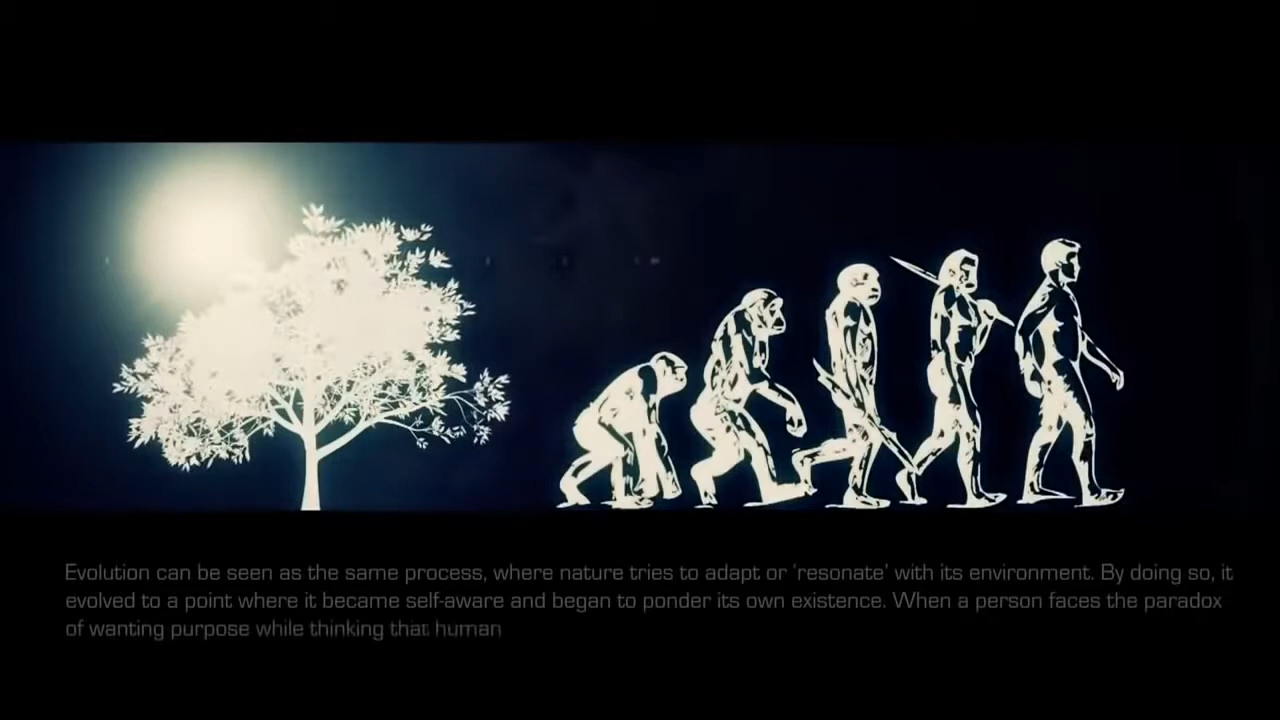 Evolution can be seen as the same process, where nature tries to adapt or 'resonate' with its environment. By doing so, it
evolved to a point where it became self-aware and began to ponder its own existence. When a person faces the paradox
of wanting purpose while thinking that human